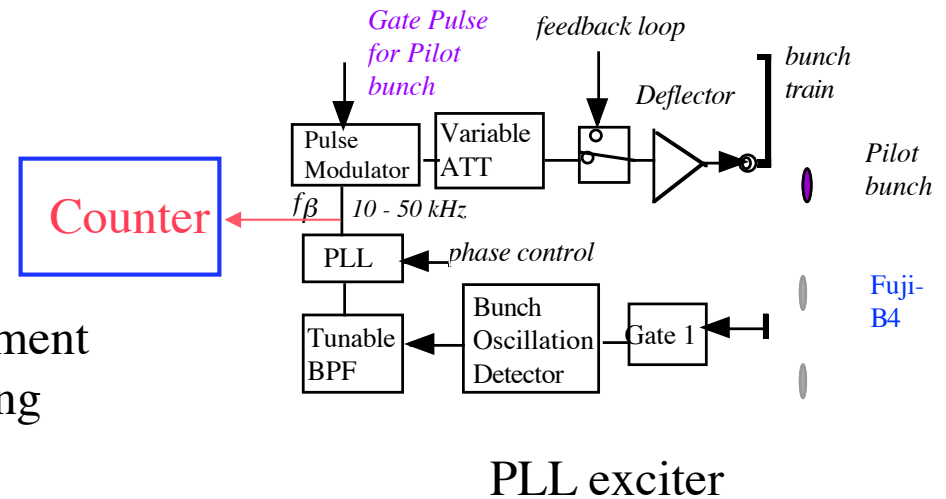 Gate Pulse
for Pilot
bunch
feedback loop
bunch
train
Deflector
Pulse
Modulator
Variable
ATT
Pilot
bunch
Counter
fβ
10 - 50 kHz
PLL
phase control
Fuji-
B4
Tunable
BPF
Bunch
Oscillation
Detector
Gate 1
ment
ng
PLL exciter